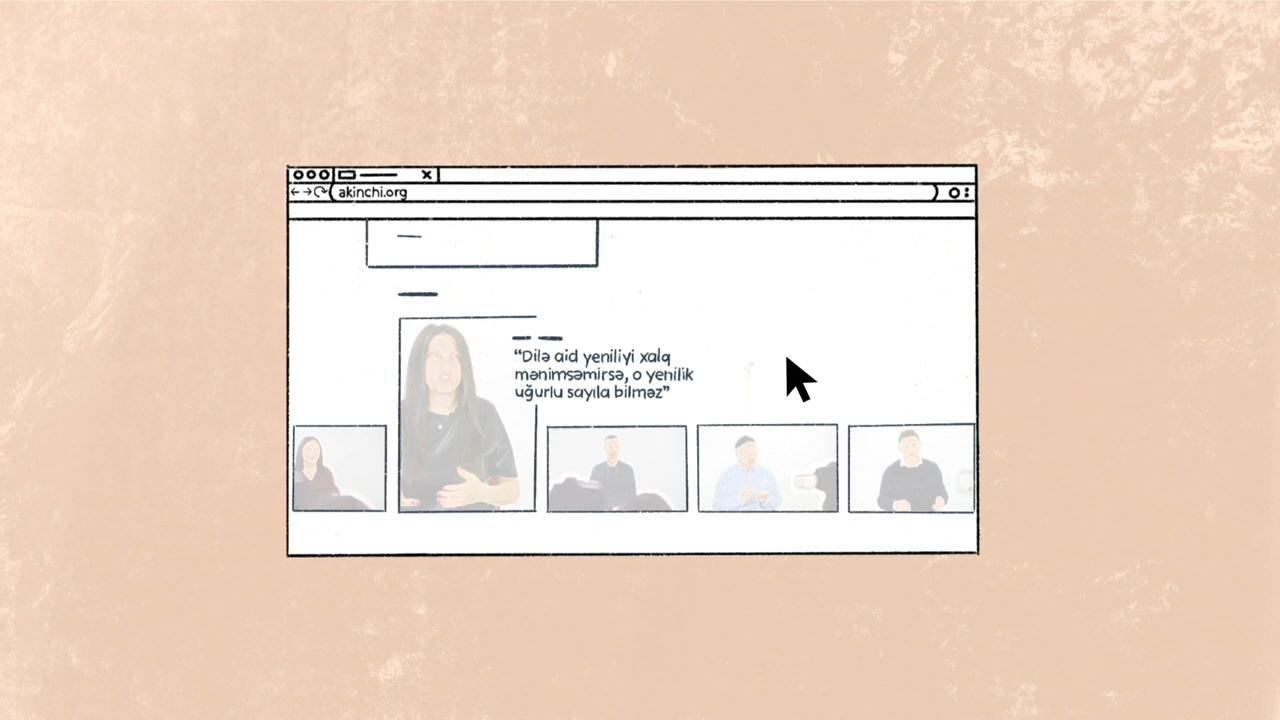 akinchi.org
“Dilə aid yeniliyi xalq
mənimsəmirsə, o yenilik
uğurlu sayıla bilməz”